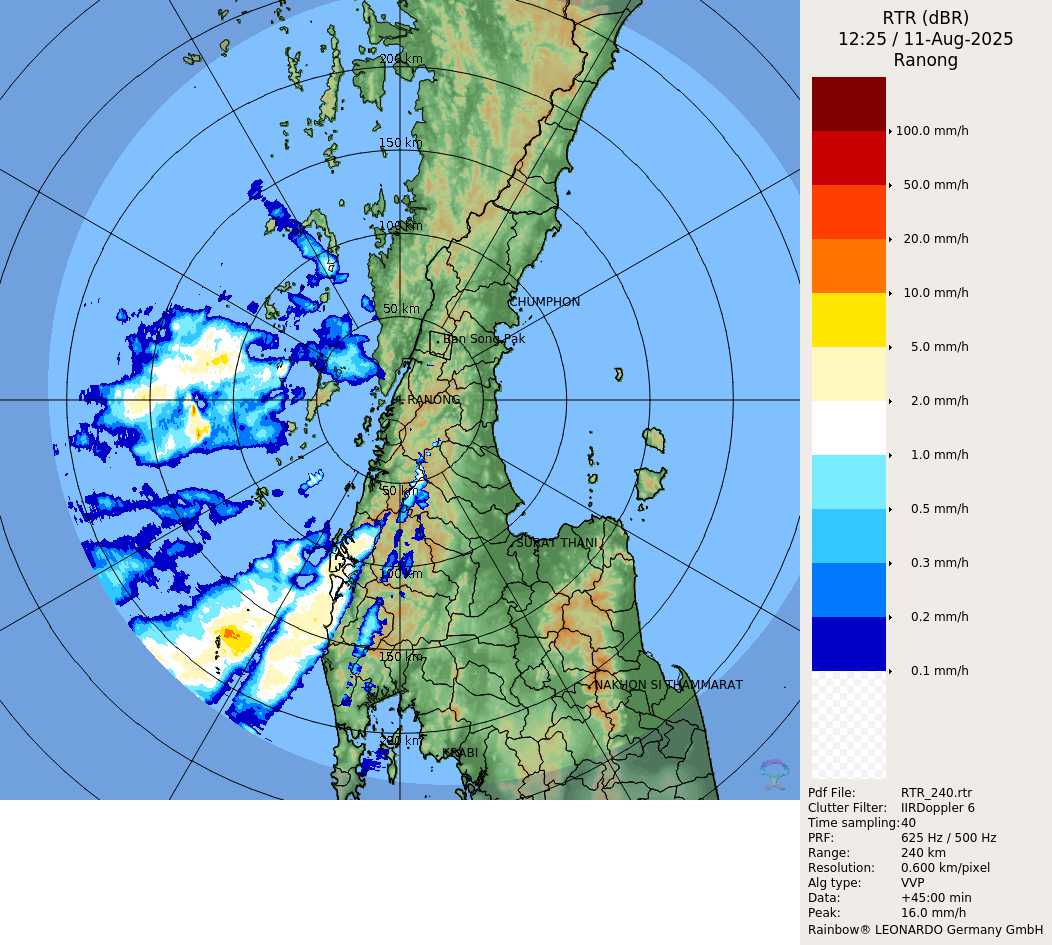 RTR (dBR)
12:25 / 11-Aug-2025
Ranong
200 km
150 km
100 km
50 km
CHUMPHON
Ban Song Pak
RANONG
50 km
SURAT THANI
100 km
150 km
NAKHON SI THAMMARAT
200 km
KRABI
100.0 mm/h
50.0 mm/h
20.0 mm/h
10.0 mm/h
5.0 mm/h
2.0 mm/h
1.0 mm/h
0.5 mm/h
0.3 mm/h
0.2 mm/h
0.1 mm/h
Pdf File: RTR_240.rtr
Clutter Filter: IIRDoppler 6
Time sampling: 40
PRF: 625 Hz / 500 Hz
Range: 240 km
Resolution: 0.600 km/pixel
Alg type: VVP
Data: +45:00 min
Peak: 16.0 mm/h
Rainbow® LEONARDO Germany GmbH